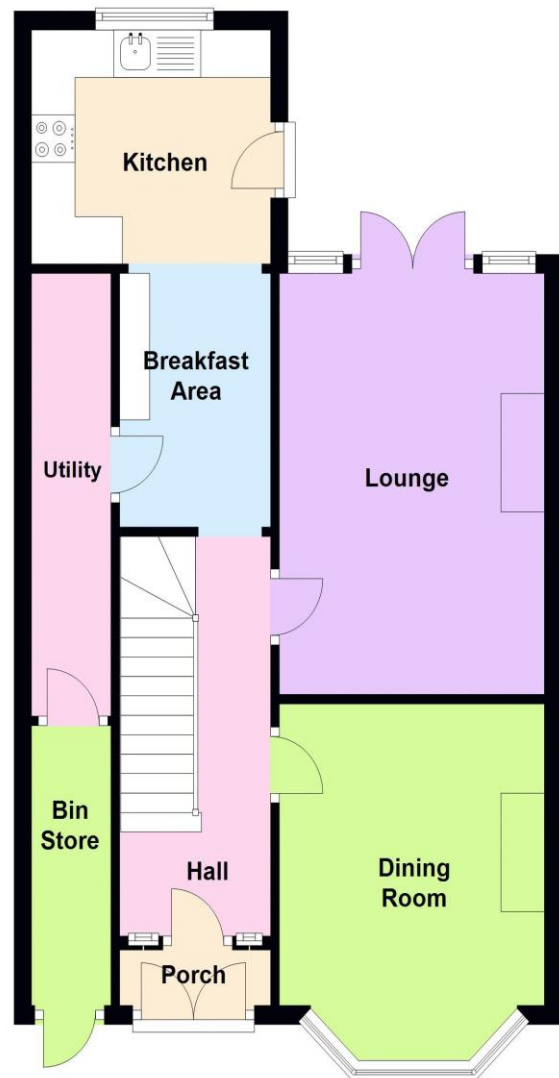 Kitchen
Breakfast
Area
Utility
Lounge
Bin
Store
Hall
Dining
Room
Porch